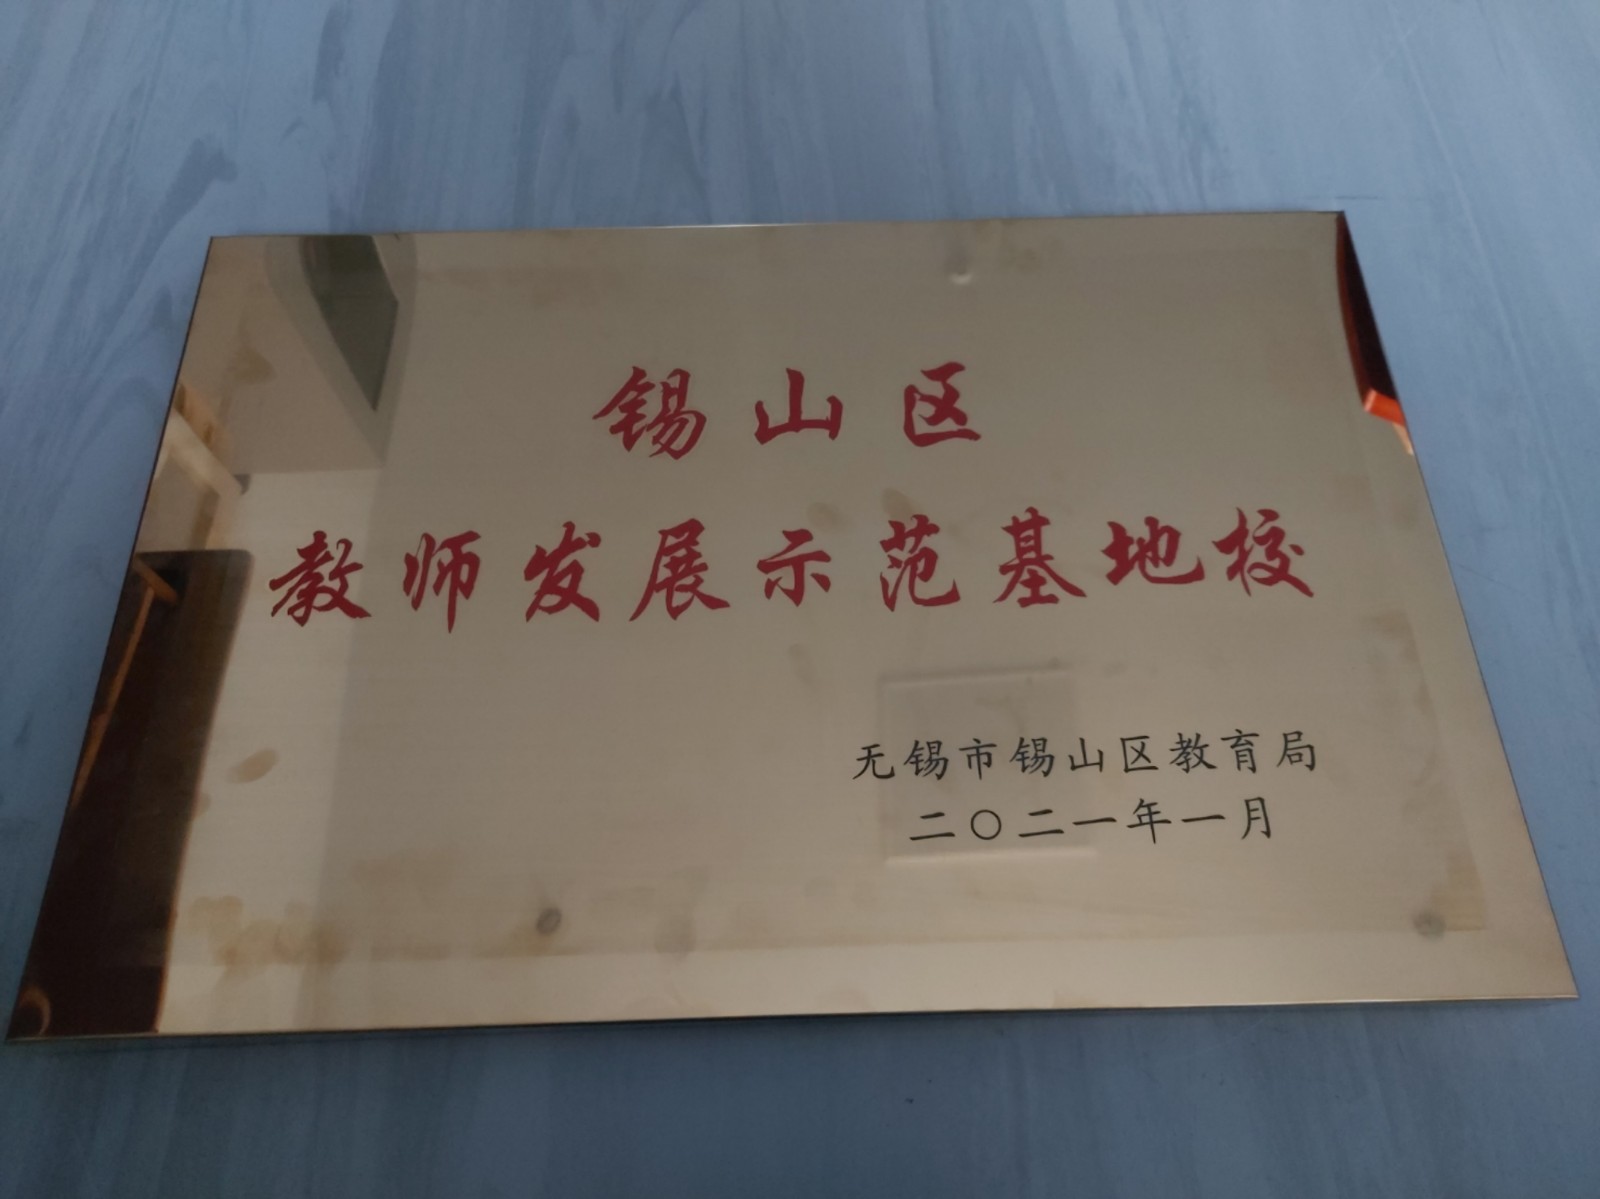 锡山区
教师发展示范基地校
无锡市锡山区教育局
二〇二一年一月